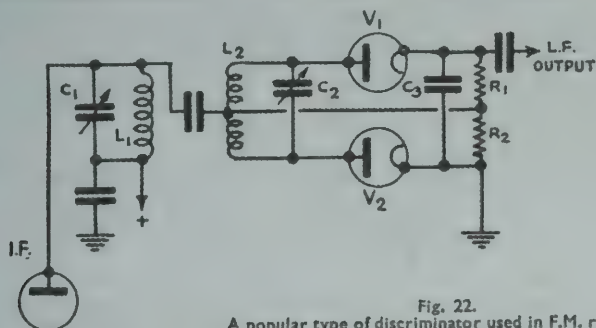 V₁
L₂
L.F.
OUTPUT
C₁
C₂
C₃
R₁
L₁
R₂
+
V₂
I.F.
Fig. 22.
A popular type of discriminator used in F.M.